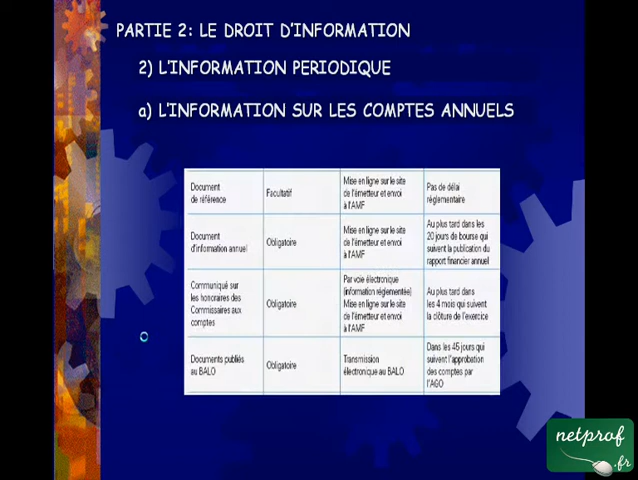 PARTIE 2: LE DROIT D'INFORMATION
2) L'INFORMATION PERIODIQUE
a) L'INFORMATION SUR LES COMPTES ANNUELS
Document
de référence
Facultatif
Mise en ligne sur le site
de l'émetteur et envoi
à l'AMF
Pas de délai
réglementaire
Document
d'information annuel
Obligatoire
Mise en ligne sur le site
de l'émetteur et envoi
à l'AMF
Au plus tard dans les
20 jours de bourse qui
suivent la publication du
rapport financier annuel
Communiqué sur
les honoraires des
Commissaires aux
comptes
Obligatoire
Par voie électronique
(information réglementée)
Mise en ligne sur le site
de l'émetteur et envoi
à l'AMF
Au plus tard dans
les 4 mois qui suivent
la clôture de l'exercice
Documents publiés
au BALO
Obligatoire
Transmission
électronique au BALO
Dans les 45 jours qui
suivent l'approbation
des comptes par
l'AGO
netprof
.fr